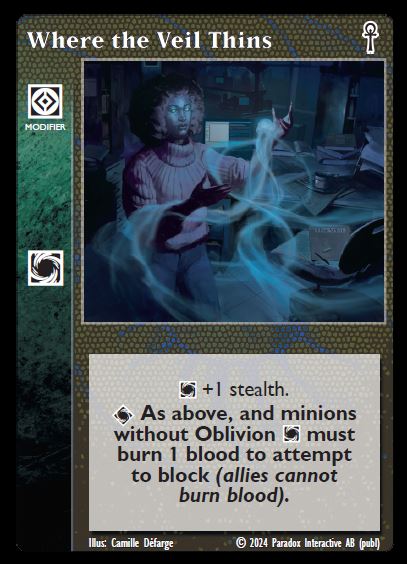 Where the Veil Thins
MODIFIER
+1 stealth.
As above, and minions
without Oblivion must
burn 1 blood to attempt
to block (allies cannot
burn blood).
Illus: Camille Défarge © 2024 Paradox Interactive AB (publ)